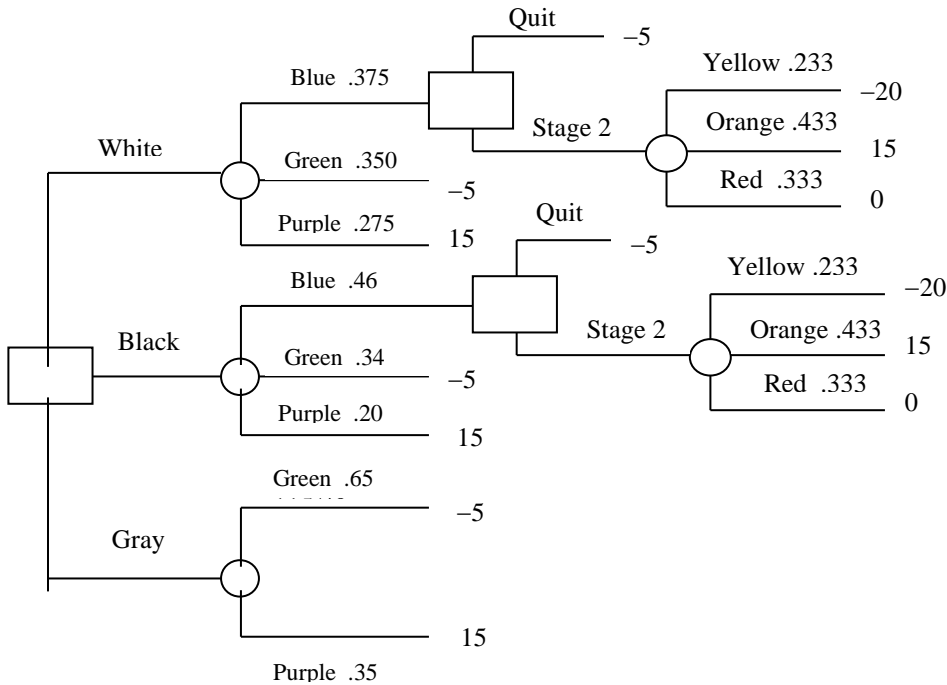 Quit
−5
Blue .375
Yellow .233
−20
Stage 2
Orange .433
15
White
Green .350
−5
Red .333
0
Purple .275
15
Quit
−5
Blue .46
Yellow .233
−20
Black
Stage 2
Orange .433
15
Green .34
−5
Red .333
0
Purple .20
15
Green .65
−5
Gray
15
Purple .35